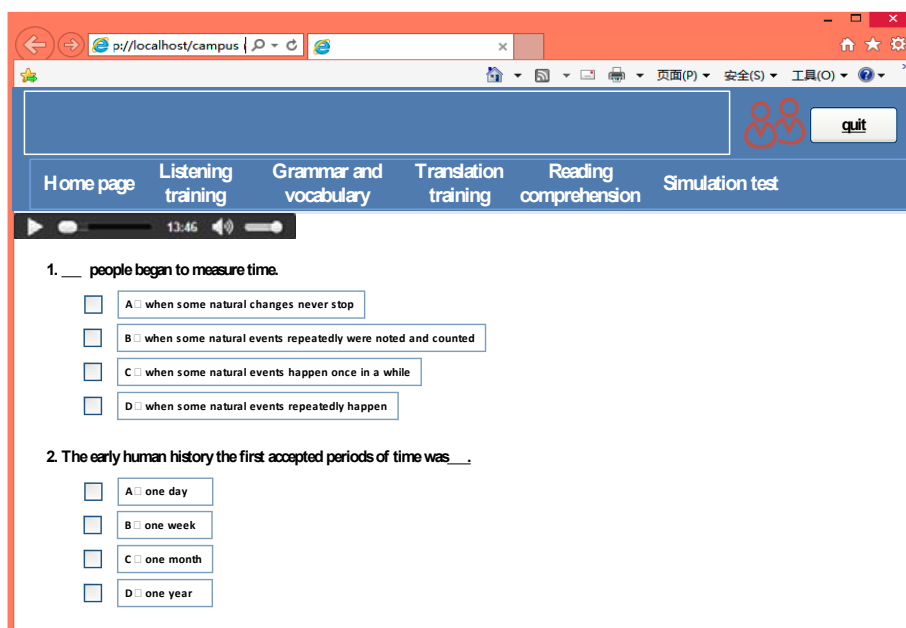 p://localhost/campus
页面(P) 安全(S) 工具(O)
quit
Home page
Listening training
Grammar and vocabulary
Translation training
Reading comprehension
Simulation test
13:46
1. __ people began to measure time.
A□ when some natural changes never stop
B□ when some natural events repeatedly were noted and counted
C□ when some natural events happen once in a while
D□ when some natural events repeatedly happen
2. The early human history the first accepted periods of time was__.
A□ one day
B□ one week
C□ one month
D□ one year